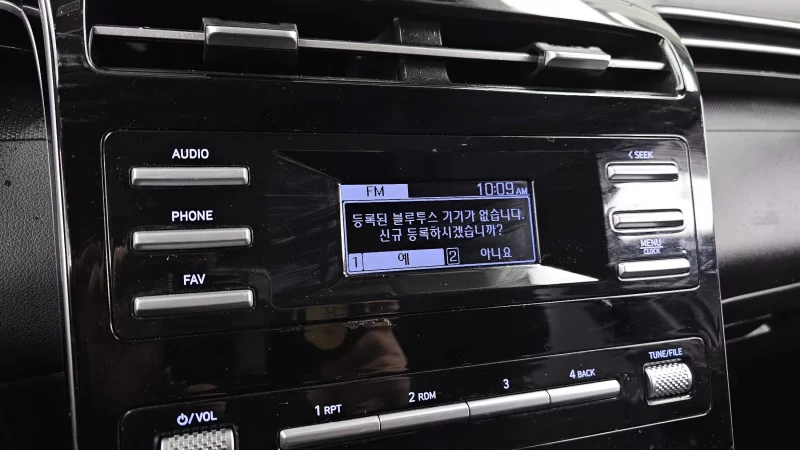 AUDIO
PHONE
FAV
FM 10:09 AM
등록된 블루투스 기기가 없습니다.
신규 등록하시겠습니까?
1 예 2 아니요
< SEEK
MENU
CLOCK
TUNE/FILE
⏻/VOL
1 RPT
2 RDM
3
4 BACK